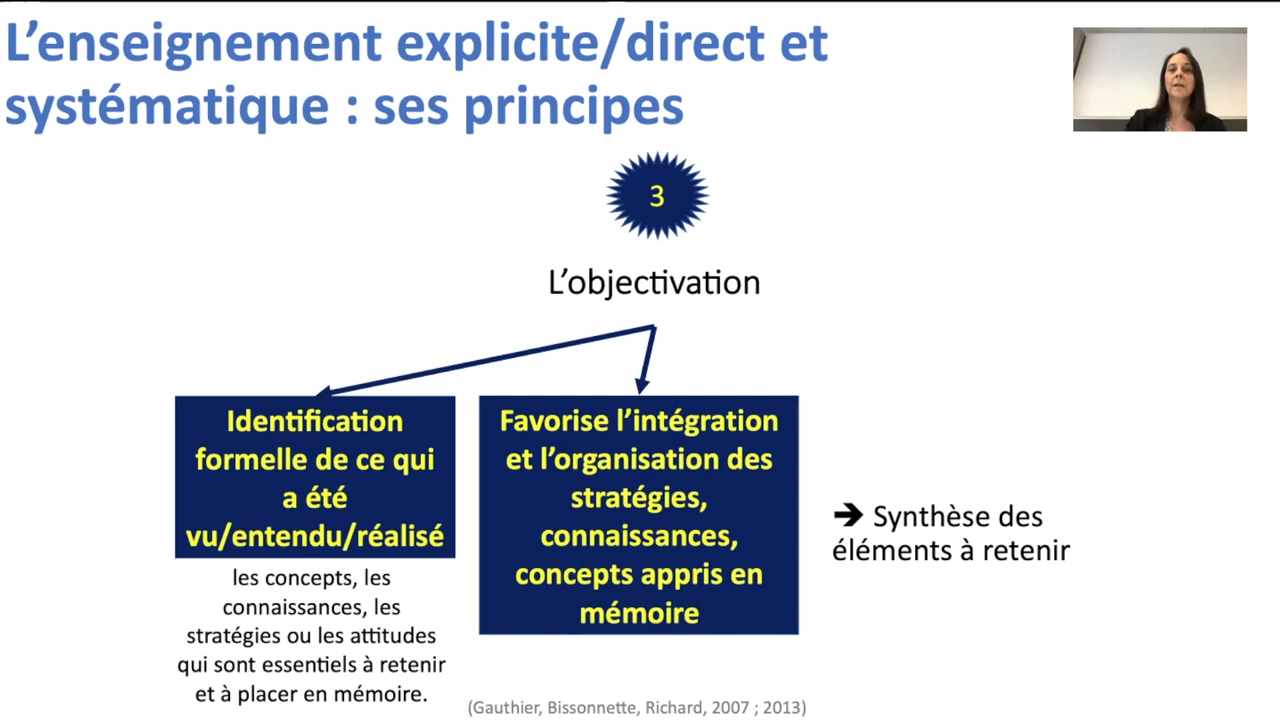 L’enseignement explicite/direct et
systématique : ses principes
3
L’objectivation
Identification
formelle de ce qui
a été
vu/entendu/réalisé
les concepts, les
connaissances, les
stratégies ou les attitudes
qui sont essentiels à retenir
et à placer en mémoire.
Favorise l’intégration
et l’organisation des
stratégies,
connaissances,
concepts appris en
mémoire
➔ Synthèse des
éléments à retenir
(Gauthier, Bissonnette, Richard, 2007 ; 2013)